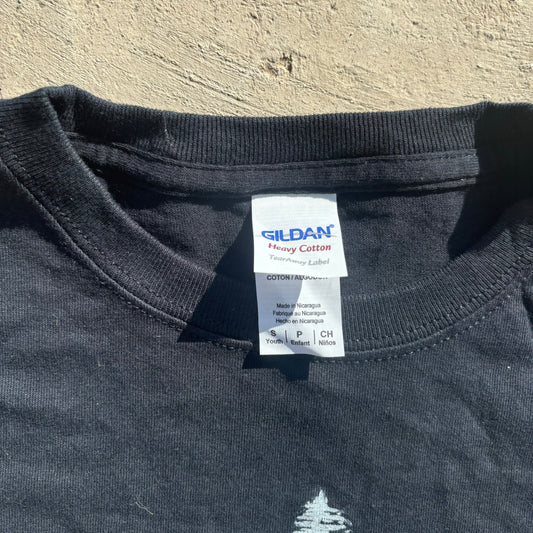 GILDAN®
Heavy Cotton
TearAway Label
COTON / ALGODÓN
Made in Nicaragua
Fabriqué au Nicaragua
Hecho en Nicaragua
S | P | CH
Youth | Enfant | Niños